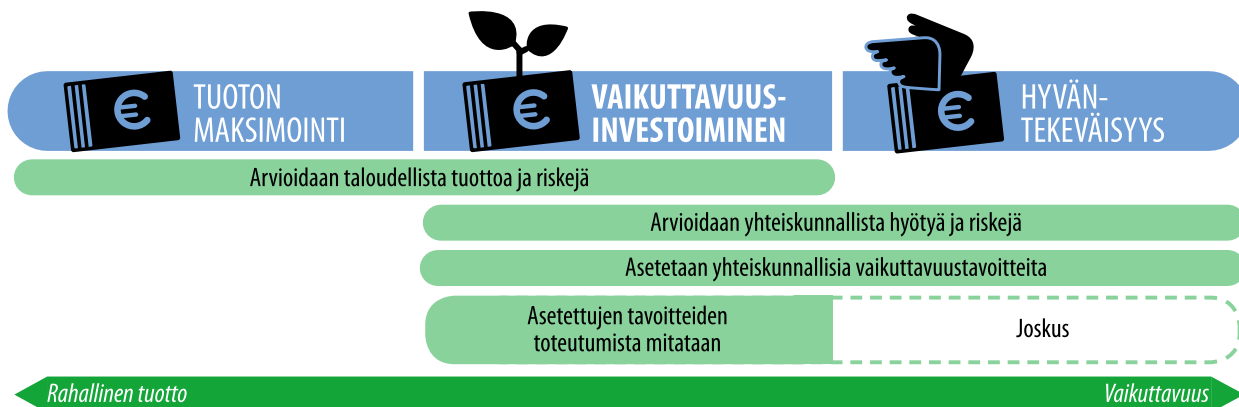 € TUOTON
MAKSIMOINTI
€ VAIKUTTAVUUS-
INVESTOIMINEN
€ HYVÄN-
TEKEVÄISYYS
Arvioidaan taloudellista tuottoa ja riskejä
Arvioidaan yhteiskunnallista hyötyä ja riskejä
Asetetaan yhteiskunnallisia vaikuttavuustavoitteita
Asetettujen tavoitteiden
toteutumista mitataan
Joskus
Rahallinen tuotto
Vaikuttavuus